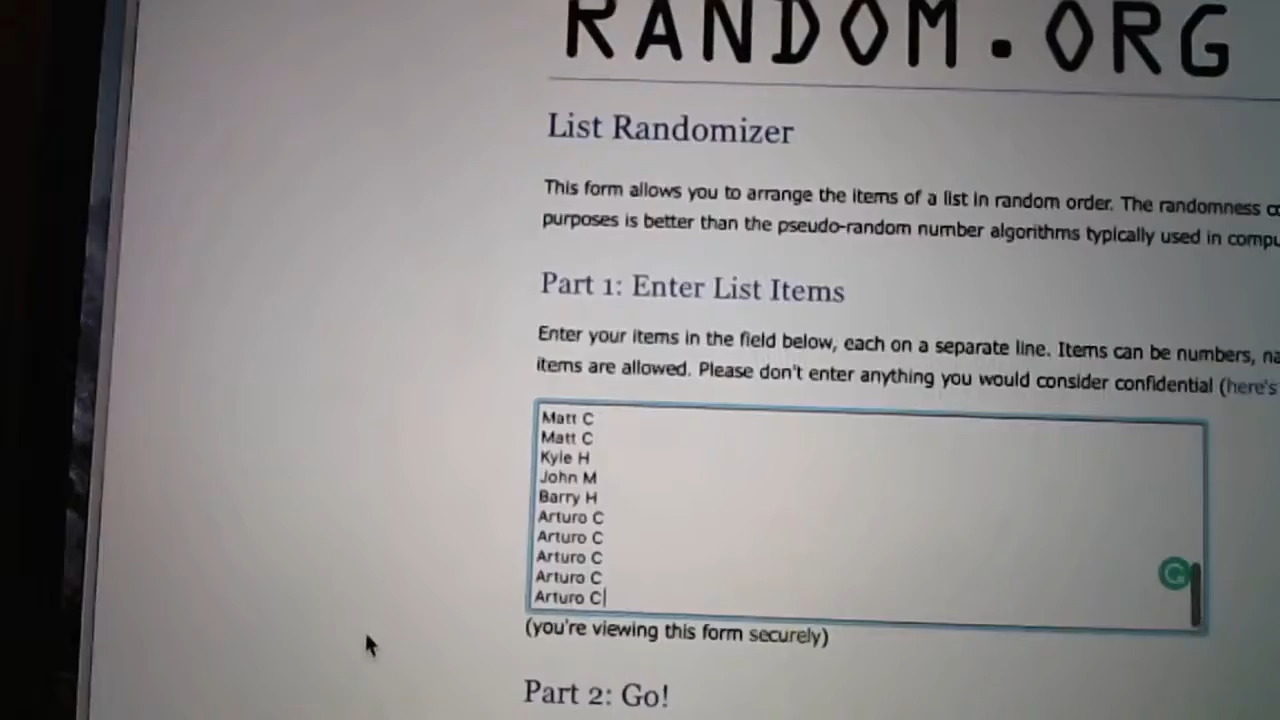 RANDOM.ORG
List Randomizer
This form allows you to arrange the items of a list in random order. The randomness
purposes is better than the pseudo-random number algorithms typically used in
Part 1: Enter List Items
Enter your items in the field below, each on a separate line. Items can be numbers,
items are allowed. Please don't enter anything you would consider confidential (here's
Matt C
Matt C
Kyle H
John M
Barry H
Arturo C
Arturo C
Arturo C
Arturo C
Arturo C
(you're viewing this form securely)
Part 2: Go!